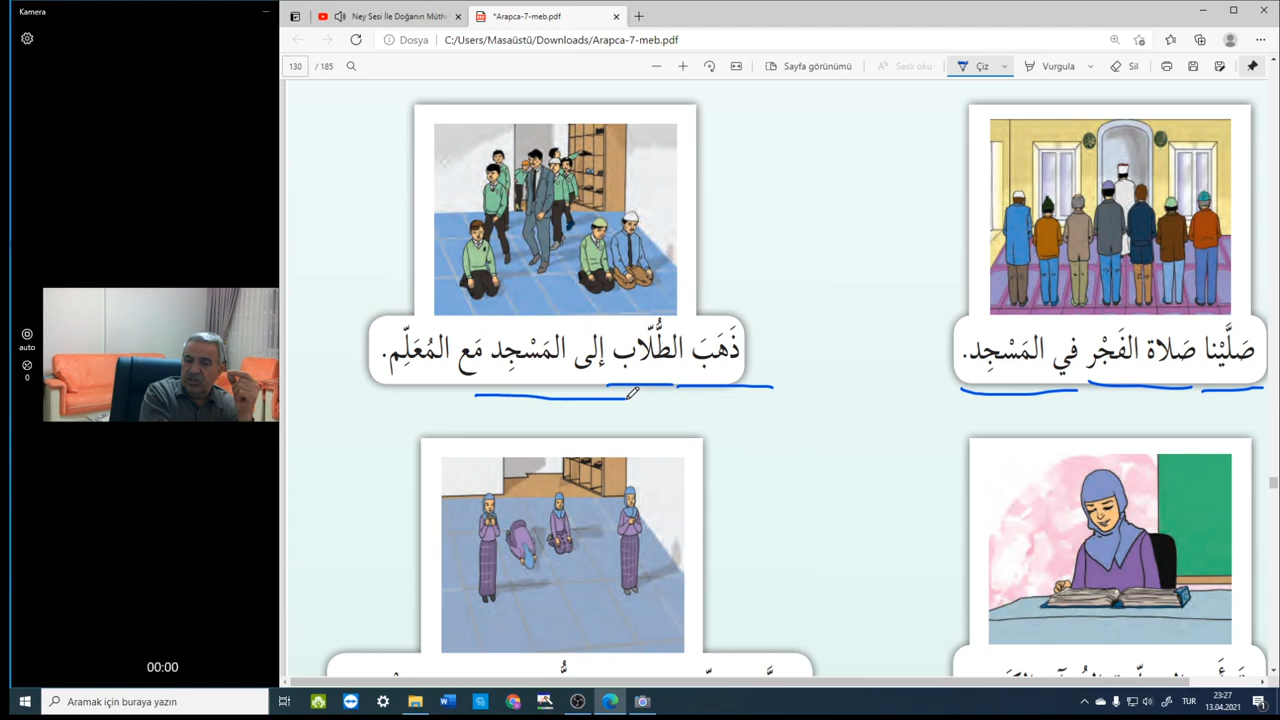 Kamera
Ney Sesi İle Doğanın Müthi
*Arapca-7-meb.pdf
Dosya
C:/Users/Masaüstü/Downloads/Arapca-7-meb.pdf
130 / 185
Sayfa görünümü
Sesli oku
Çiz
Vurgula
Sil
صَلَّيْنا صَلاة الفَجْر في المَسْجِد.
ذَهَبَ الطُّلّاب إلى المَسْجِد مَع المُعَلِّم.
auto
0
00:00
Aramak için buraya yazın
TUR
23:27
13.04.2021
1